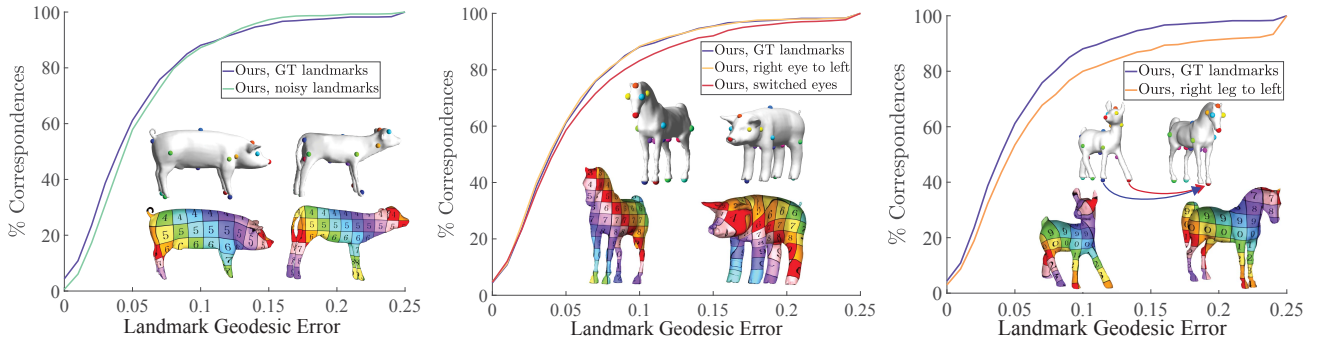 100
80
60
40
20
0
% Correspondences
Ours, GT landmarks
Ours, noisy landmarks
0 0.05 0.1 0.15 0.2 0.25
Landmark Geodesic Error
100
80
60
40
20
0
% Correspondences
Ours, GT landmarks
Ours, right eye to left
Ours, switched eyes
0 0.05 0.1 0.15 0.2 0.25
Landmark Geodesic Error
100
80
60
40
20
0
% Correspondences
Ours, GT landmarks
Ours, right leg to left
0 0.05 0.1 0.15 0.2 0.25
Landmark Geodesic Error